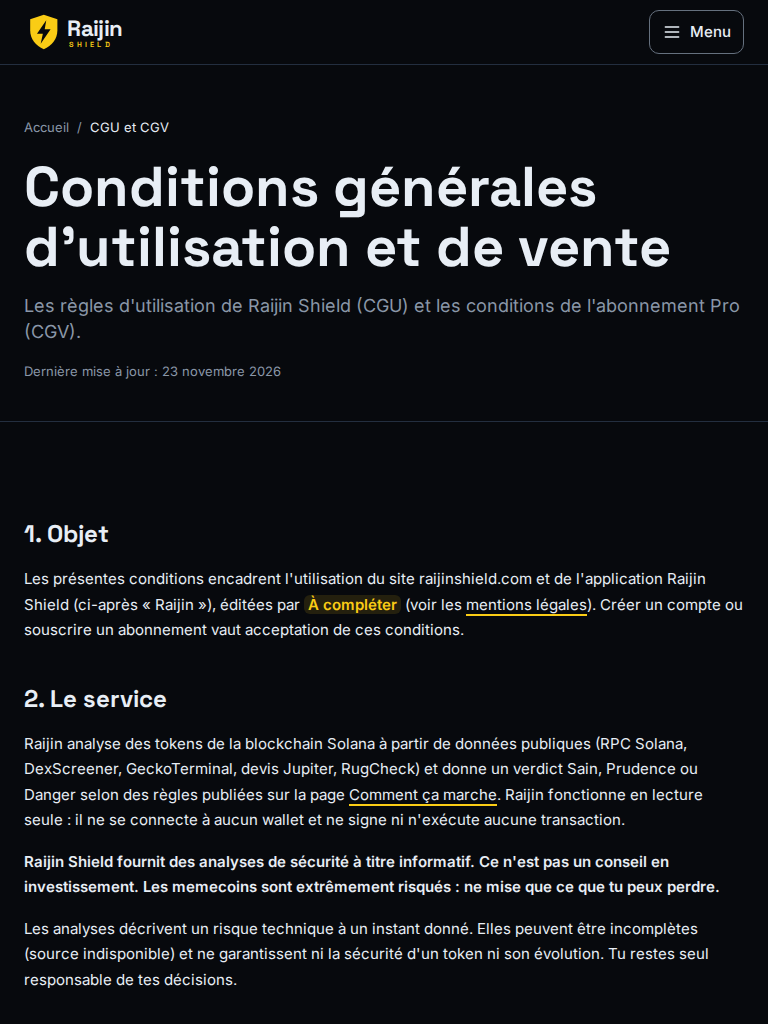 Raijin
SHIELD
Menu
Accueil / CGU et CGV
Conditions générales
d’utilisation et de vente
Les règles d'utilisation de Raijin Shield (CGU) et les conditions de l'abonnement Pro
(CGV).
Dernière mise à jour : 23 novembre 2026
1. Objet
Les présentes conditions encadrent l'utilisation du site raijinshield.com et de l'application Raijin
Shield (ci-après « Raijin »), éditées par À compléter (voir les mentions légales). Créer un compte ou
souscrire un abonnement vaut acceptation de ces conditions.
2. Le service
Raijin analyse des tokens de la blockchain Solana à partir de données publiques (RPC Solana,
DexScreener, GeckoTerminal, devis Jupiter, RugCheck) et donne un verdict Sain, Prudence ou
Danger selon des règles publiées sur la page Comment ça marche. Raijin fonctionne en lecture
seule : il ne se connecte à aucun wallet et ne signe ni n'exécute aucune transaction.
Raijin Shield fournit des analyses de sécurité à titre informatif. Ce n'est pas un conseil en
investissement. Les memecoins sont extrêmement risqués : ne mise que ce que tu peux perdre.
Les analyses décrivent un risque technique à un instant donné. Elles peuvent être incomplètes
(source indisponible) et ne garantissent ni la sécurité d'un token ni son évolution. Tu restes seul
responsable de tes décisions.